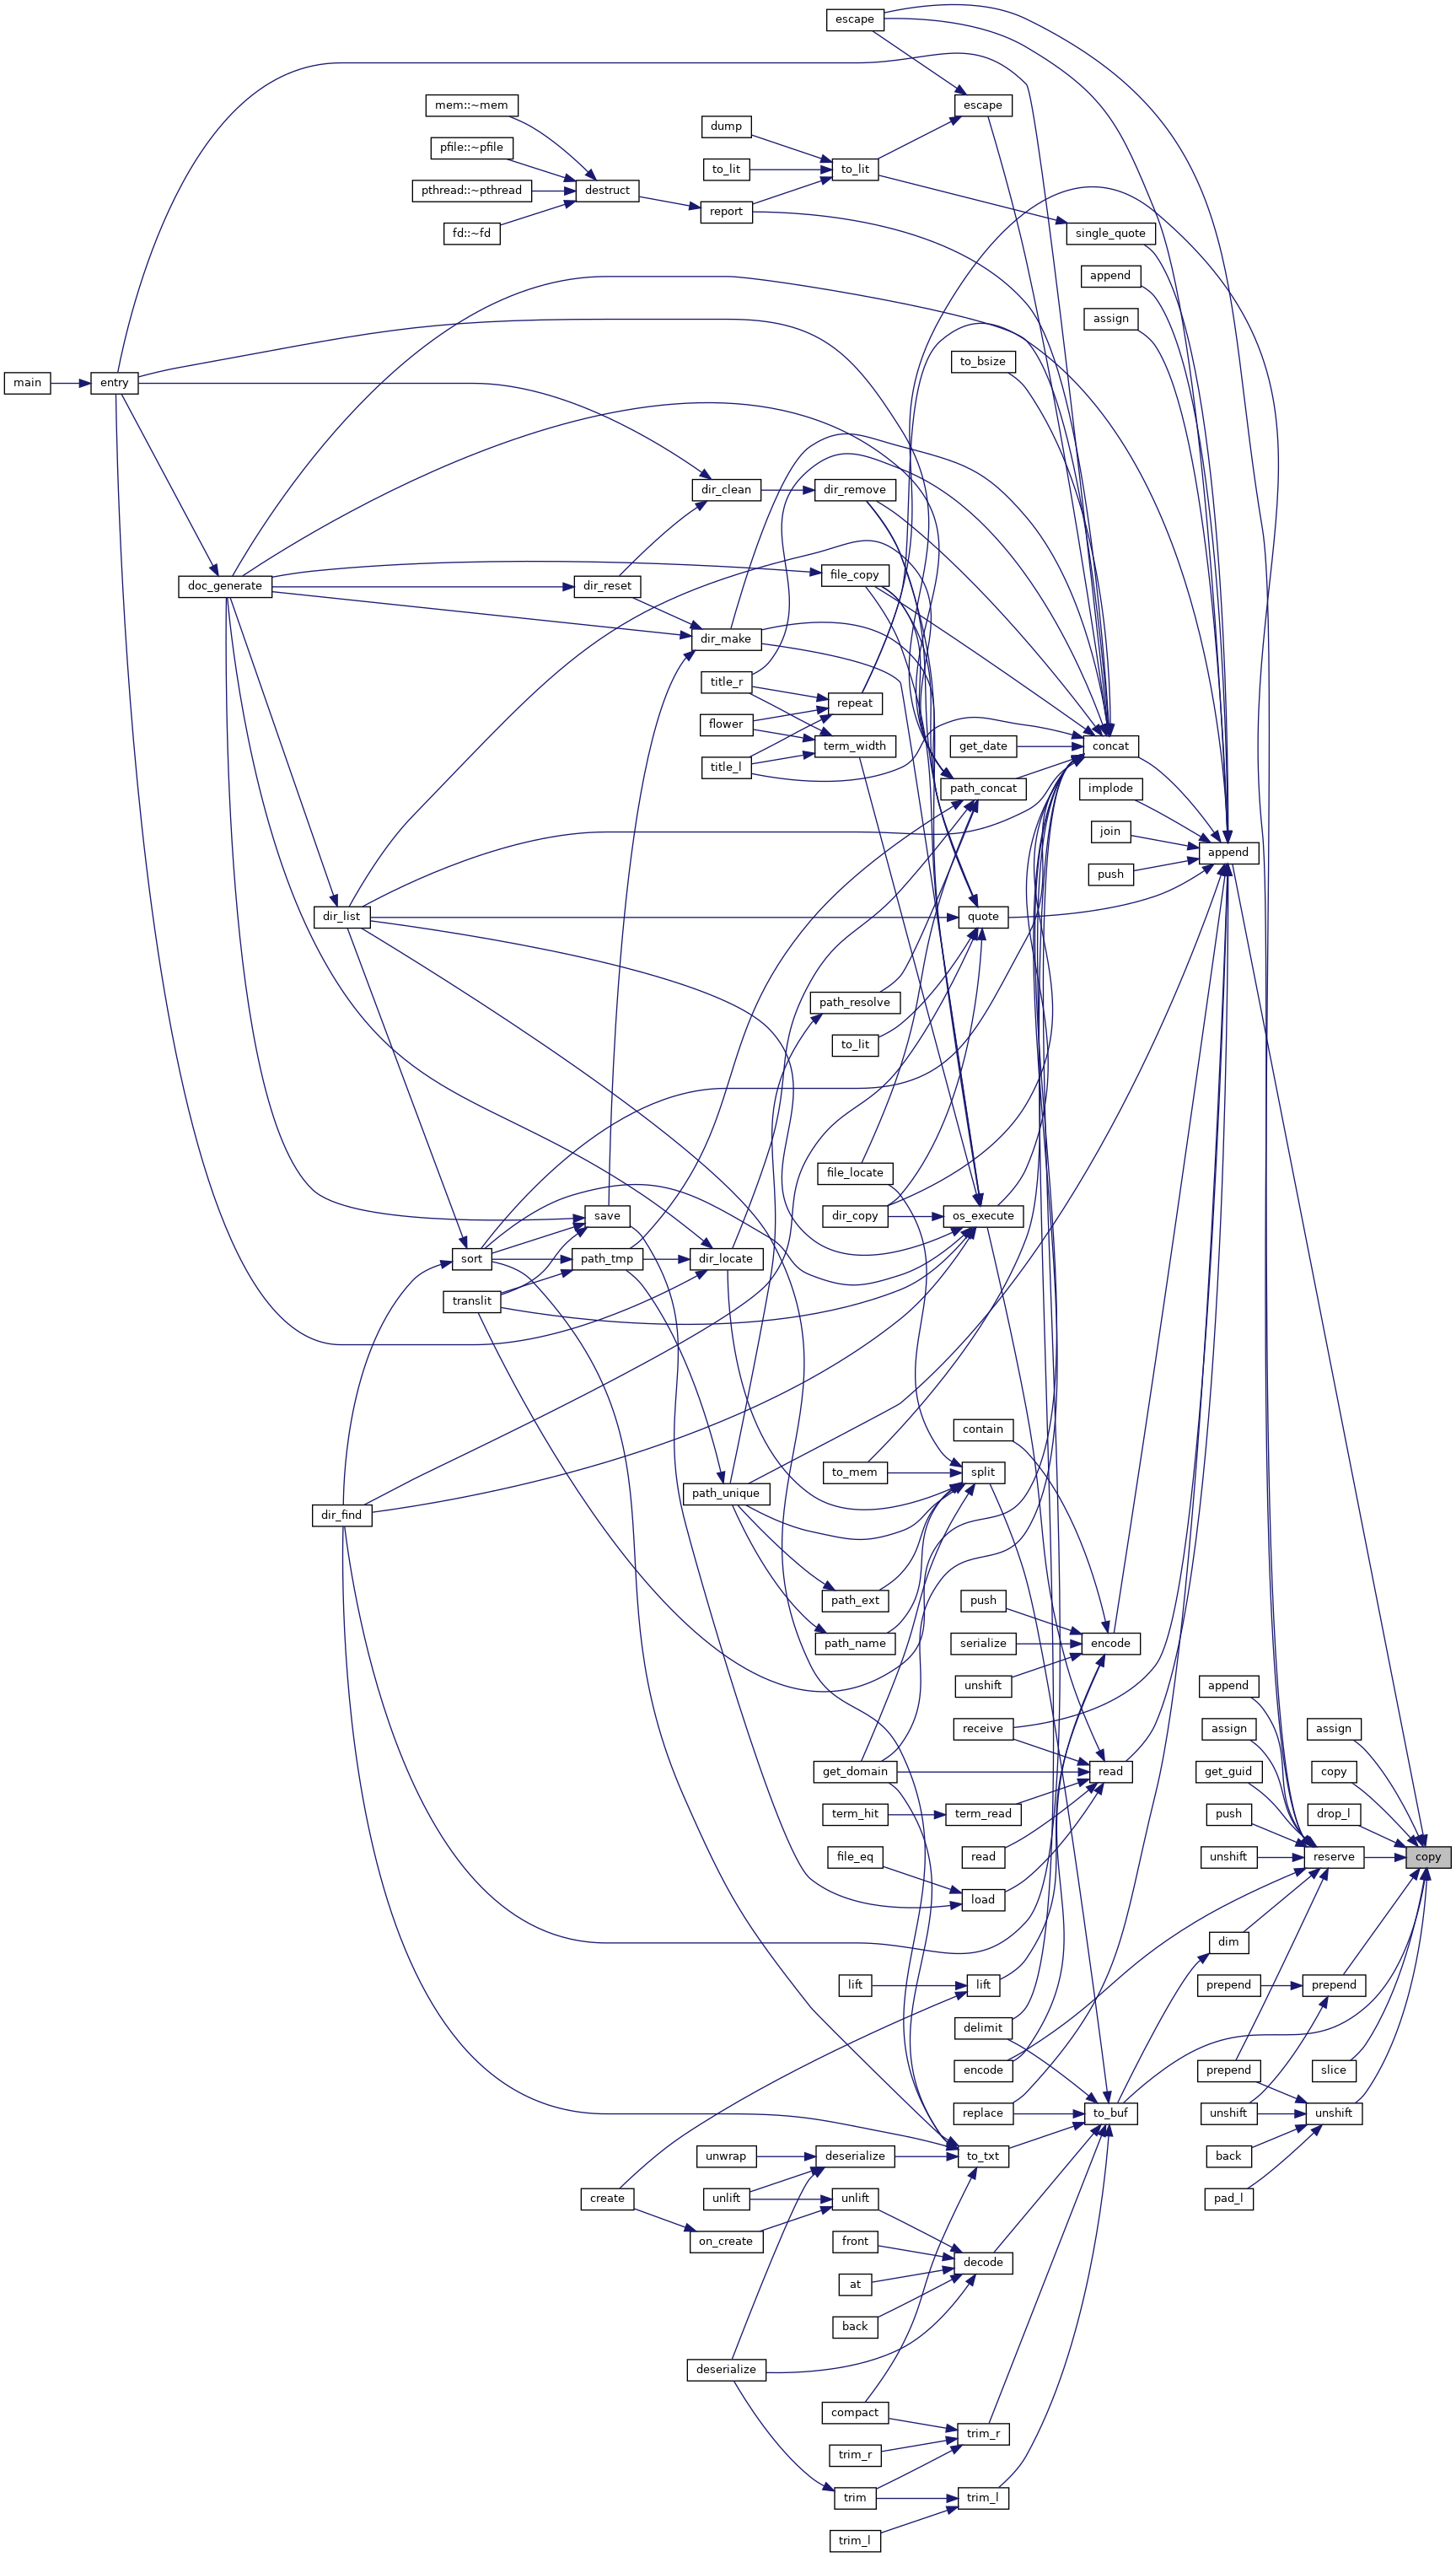 escape
mem::~mem
escape
dump
pfile::~pfile
to_lit
to_lit
pthread::~pthread
destruct
report
fd::~fd
single_quote
append
assign
to_bsize
main
entry
dir_clean
dir_remove
file_copy
doc_generate
dir_reset
dir_make
title_r
repeat
flower
term_width
get_date
concat
title_l
path_concat
implode
join
append
push
dir_list
quote
path_resolve
to_lit
file_locate
save
dir_copy
os_execute
sort
path_tmp
dir_locate
translit
contain
to_mem
split
path_unique
dir_find
path_ext
push
path_name
serialize
encode
unshift
append
receive
assign
assign
get_domain
read
get_guid
copy
term_hit
term_read
push
drop_l
file_eq
read
unshift
reserve
copy
load
dim
lift
lift
prepend
prepend
delimit
encode
prepend
slice
replace
to_buf
unshift
unshift
unwrap
deserialize
to_txt
back
create
unlift
unlift
pad_l
on_create
front
decode
at
back
deserialize
compact
trim_r
trim_r
trim
trim_l
trim_l